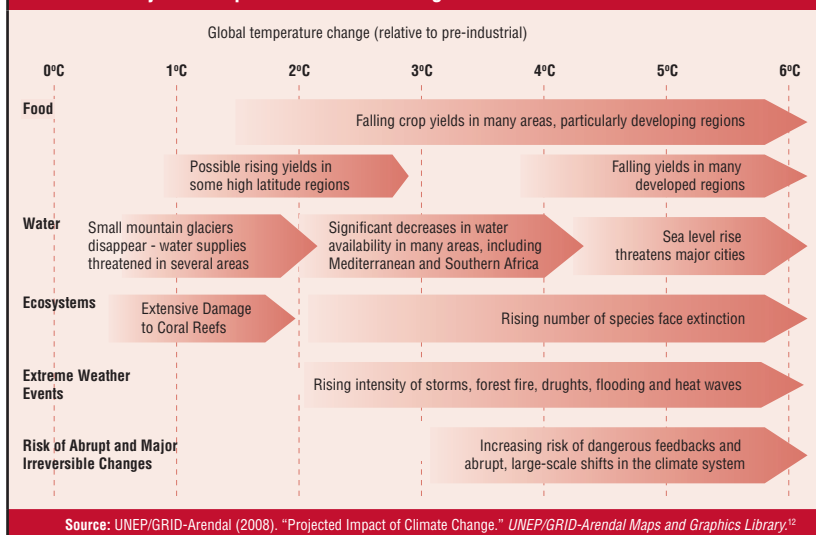 Global temperature change (relative to pre-industrial)
0ºC 1ºC 2ºC 3ºC 4ºC 5ºC 6ºC
Food
Falling crop yields in many areas, particularly developing regions
Possible rising yields in
some high latitude regions
Falling yields in many
developed regions
Water
Small mountain glaciers
disappear - water supplies
threatened in several areas
Significant decreases in water
availability in many areas, including
Mediterranean and Southern Africa
Sea level rise
threatens major cities
Ecosystems
Extensive Damage
to Coral Reefs
Rising number of species face extinction
Extreme Weather
Events
Rising intensity of storms, forest fire, drughts, flooding and heat waves
Risk of Abrupt and Major
Irreversible Changes
Increasing risk of dangerous feedbacks and
abrupt, large-scale shifts in the climate system
Source: UNEP/GRID-Arendal (2008). “Projected Impact of Climate Change.” UNEP/GRID-Arendal Maps and Graphics Library.¹²